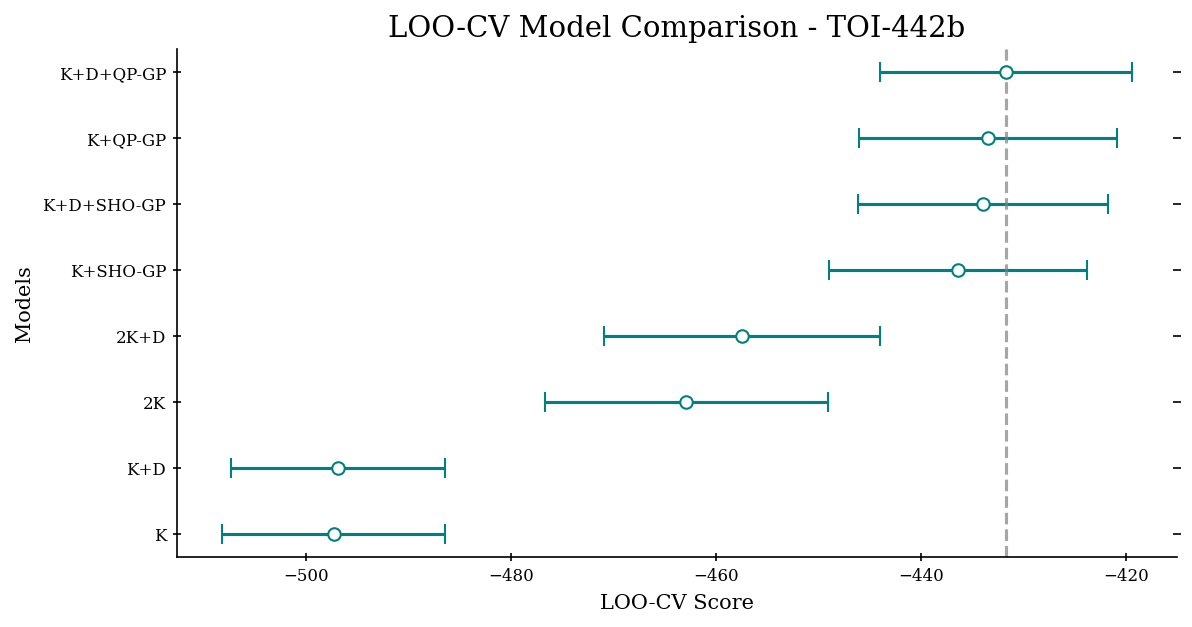 LOO-CV Model Comparison - TOI-442b
K+D+QP-GP
K+QP-GP
K+D+SHO-GP
K+SHO-GP
2K+D
2K
K+D
K
Models
−500
−480
−460
−440
−420
LOO-CV Score